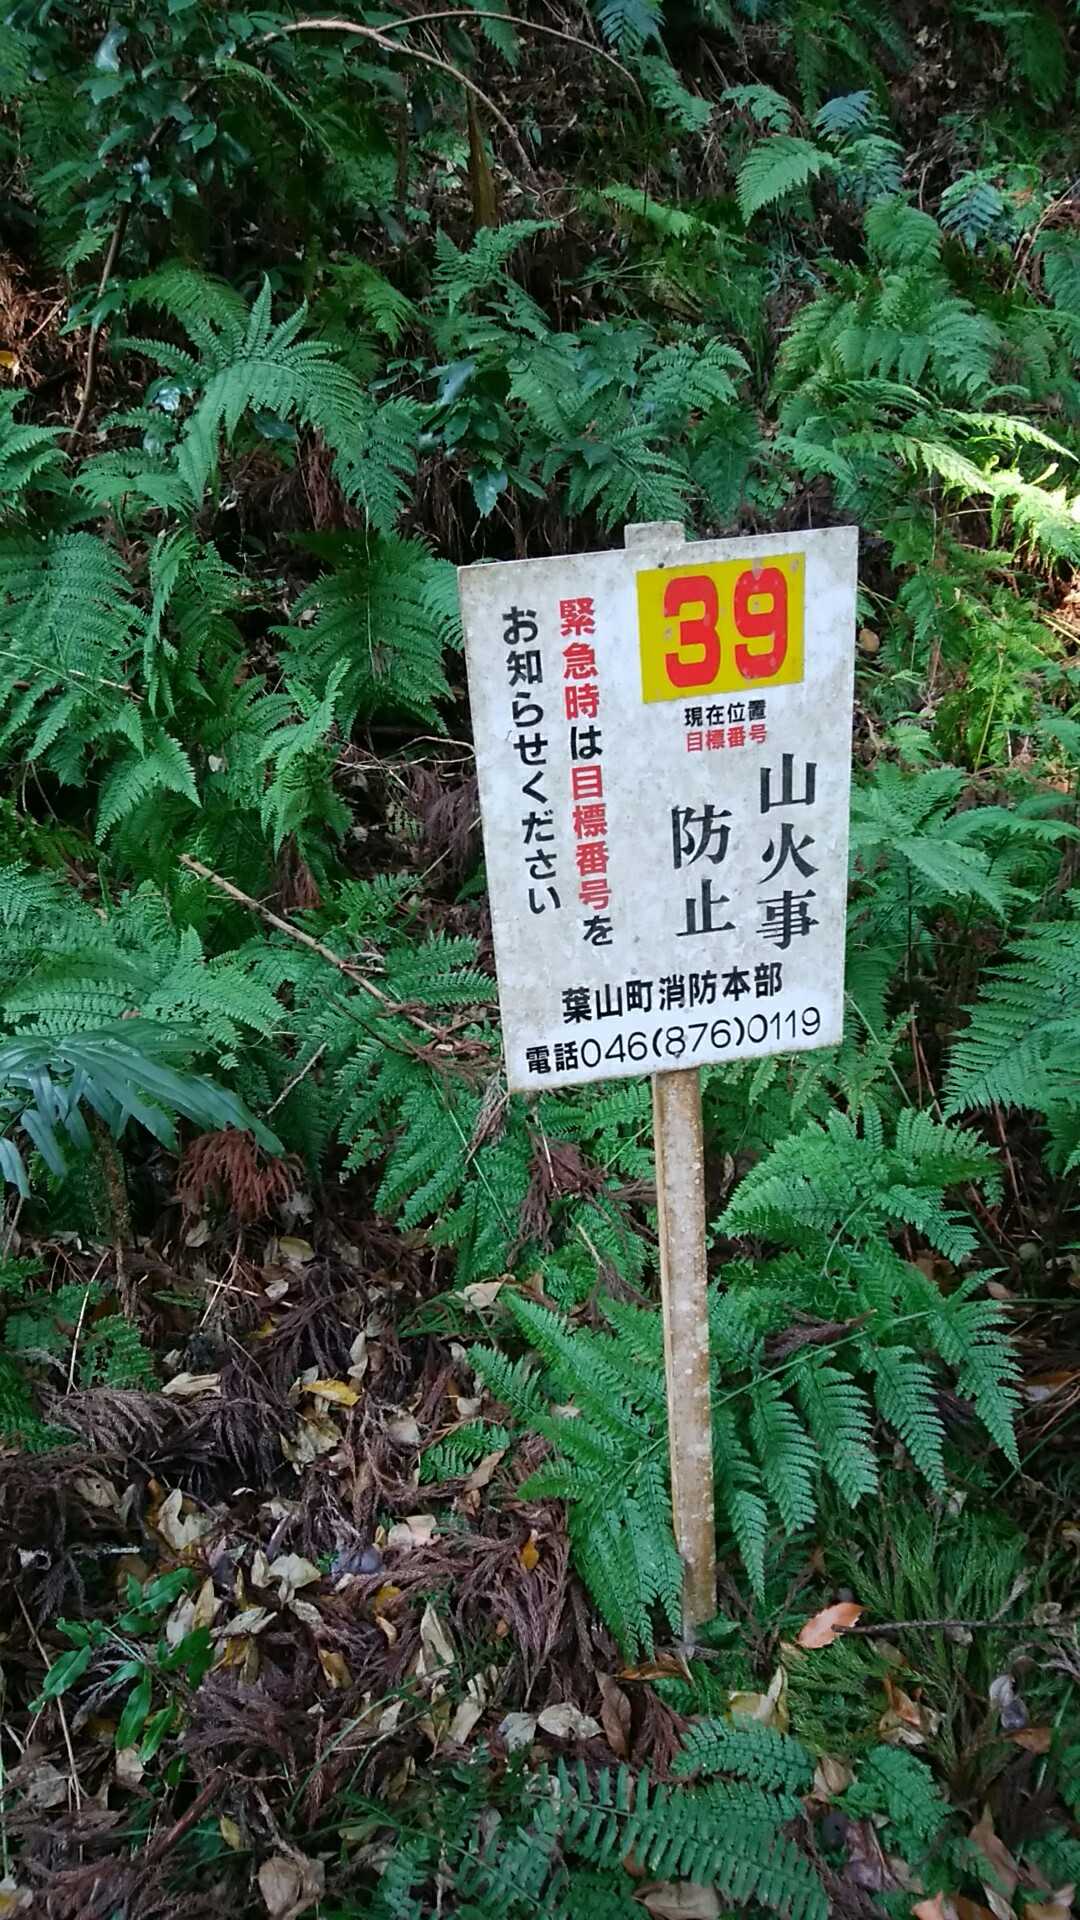 39
現在位置
目標番号
山火事
防止
緊急時は目標番号を
お知らせください
葉山町消防本部
電話046(876)0119